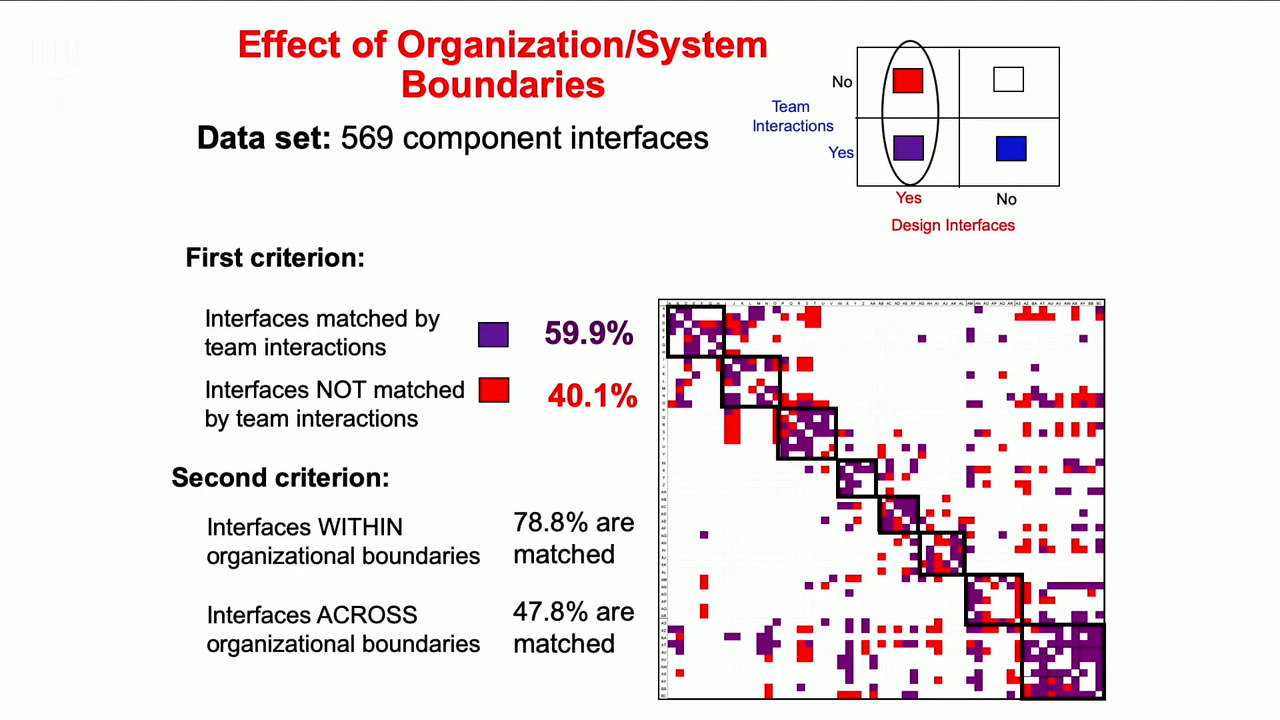 Effect of Organization/System
Boundaries
Data set: 569 component interfaces
No
Team
Interactions
Yes
Yes
No
Design Interfaces
First criterion:
Interfaces matched by
team interactions
59.9%
Interfaces NOT matched
by team interactions
40.1%
Second criterion:
Interfaces WITHIN
organizational boundaries
78.8% are
matched
Interfaces ACROSS
organizational boundaries
47.8% are
matched